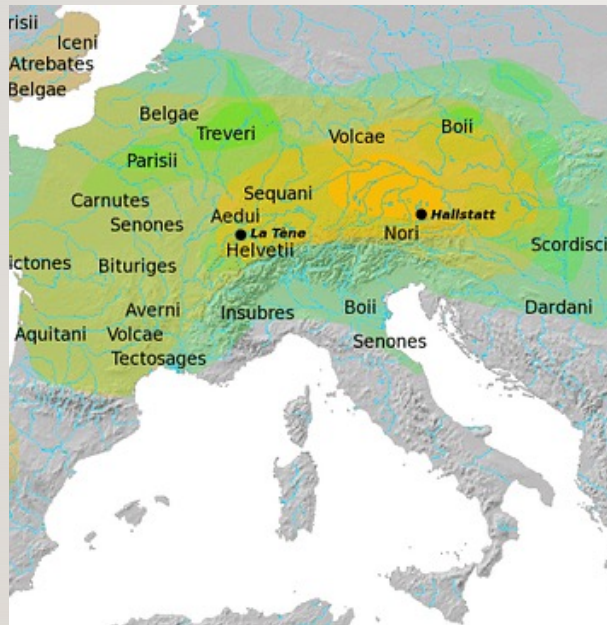 risii
Iceni
Atrebates
Belgae
Belgae
Treveri
Volcae
Boii
Parisii
Carnutes
Sequani
Senones
Aedui
La Tène
Hallstatt
Helvetii
Nori
Scordisci
ictones
Bituriges
Averni
Insubres
Boii
Dardani
Aquitani
Volcae
Tectosages
Senones